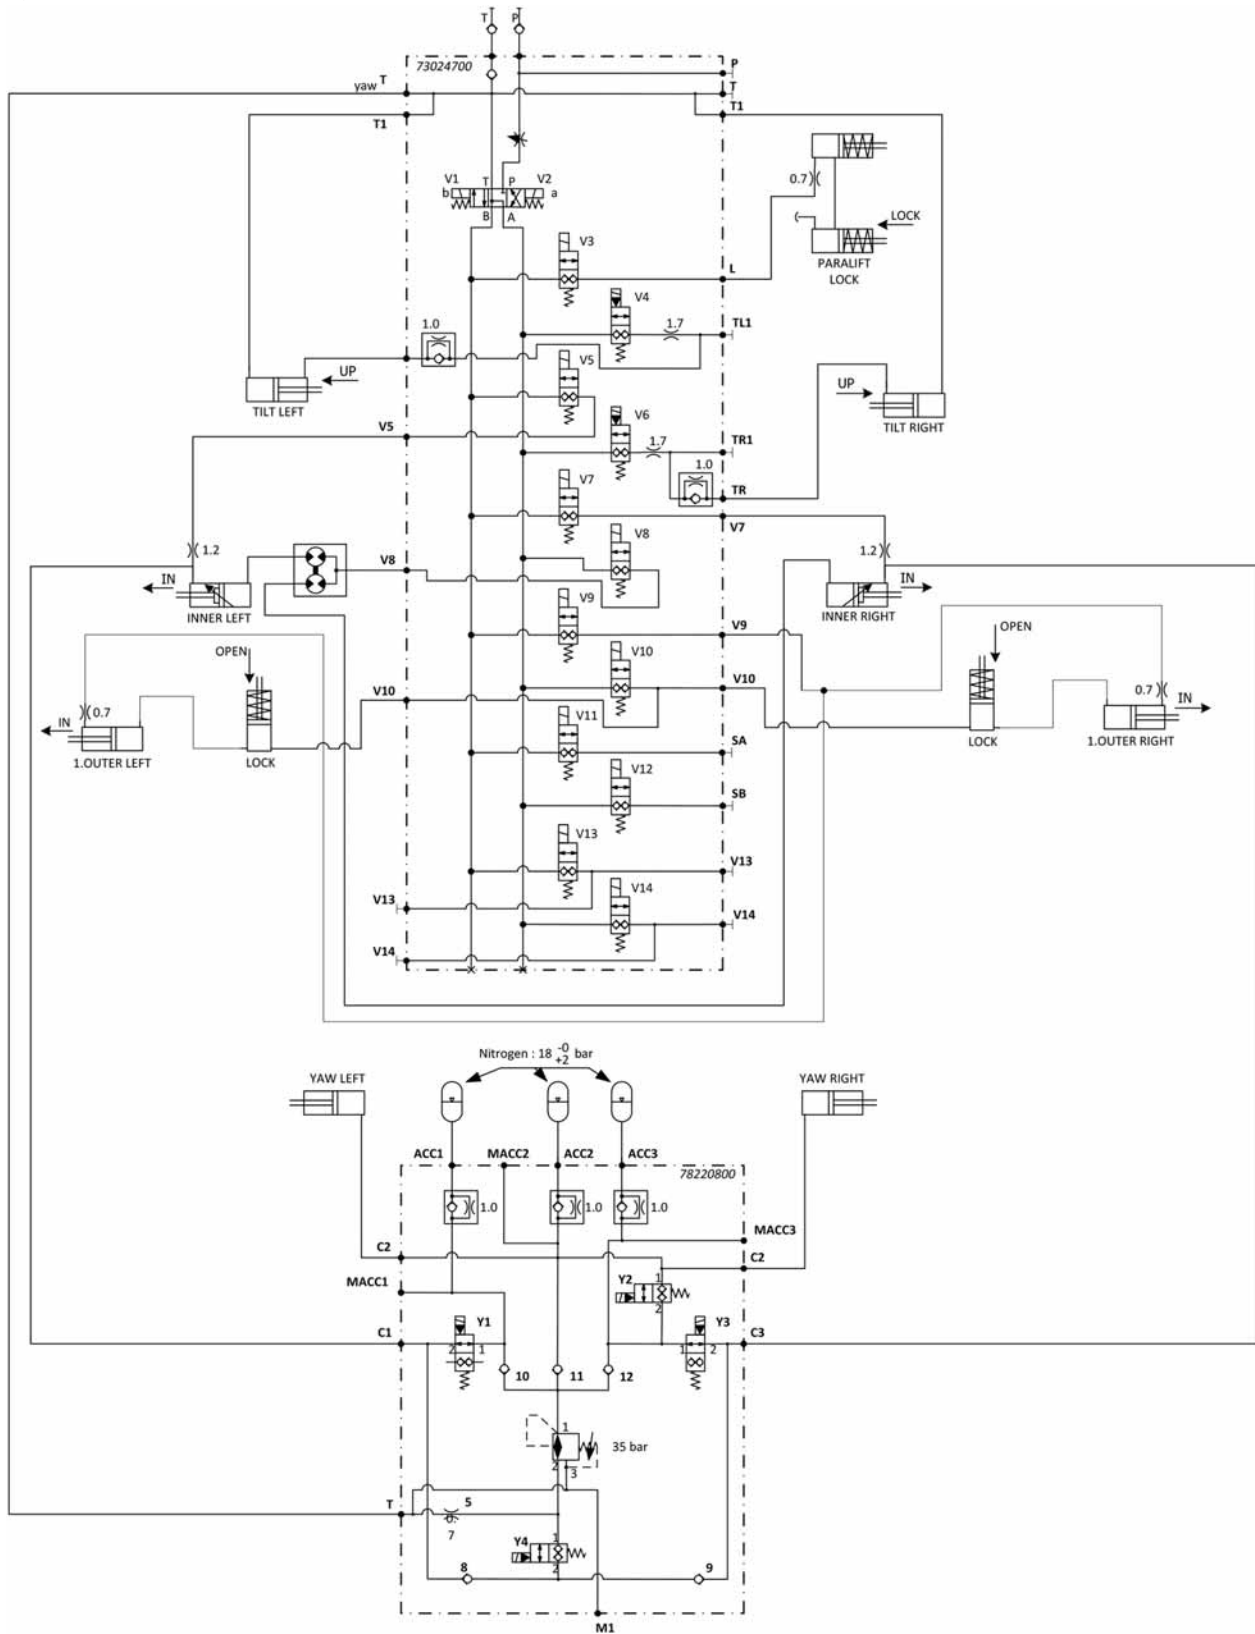 T P
73024700
P
yaw T
T
T1
T1
V1 T P V2
b a
B A
0.7
LOCK
PARALIFT
LOCK
V3
L
V4
1.0
1.7
TL1
V5
UP
UP
TILT LEFT
TILT RIGHT
V6
V5
1.7
TR1
1.0
V7
TR
V7
V8
1.2
1.2
V8
IN
IN
INNER LEFT
INNER RIGHT
V9
V9
OPEN
OPEN
V10
V10
V10
0.7
0.7
IN
IN
V11
1.OUTER LEFT
LOCK
SA
LOCK
1.OUTER RIGHT
V12
SB
V13
V13
V14
V13
V14
V14
Nitrogen : 18 -0 bar
+2
YAW LEFT
YAW RIGHT
ACC1 MACC2 ACC2 ACC3
78220800
1.0 1.0 1.0
MACC3
C2
C2
MACC1
Y2 1
2
Y1
Y3
C1
C3
2 1
1 2
10 11 12
1
35 bar
2 3
T
5
0.
7
Y4 1
2
8
9
M1